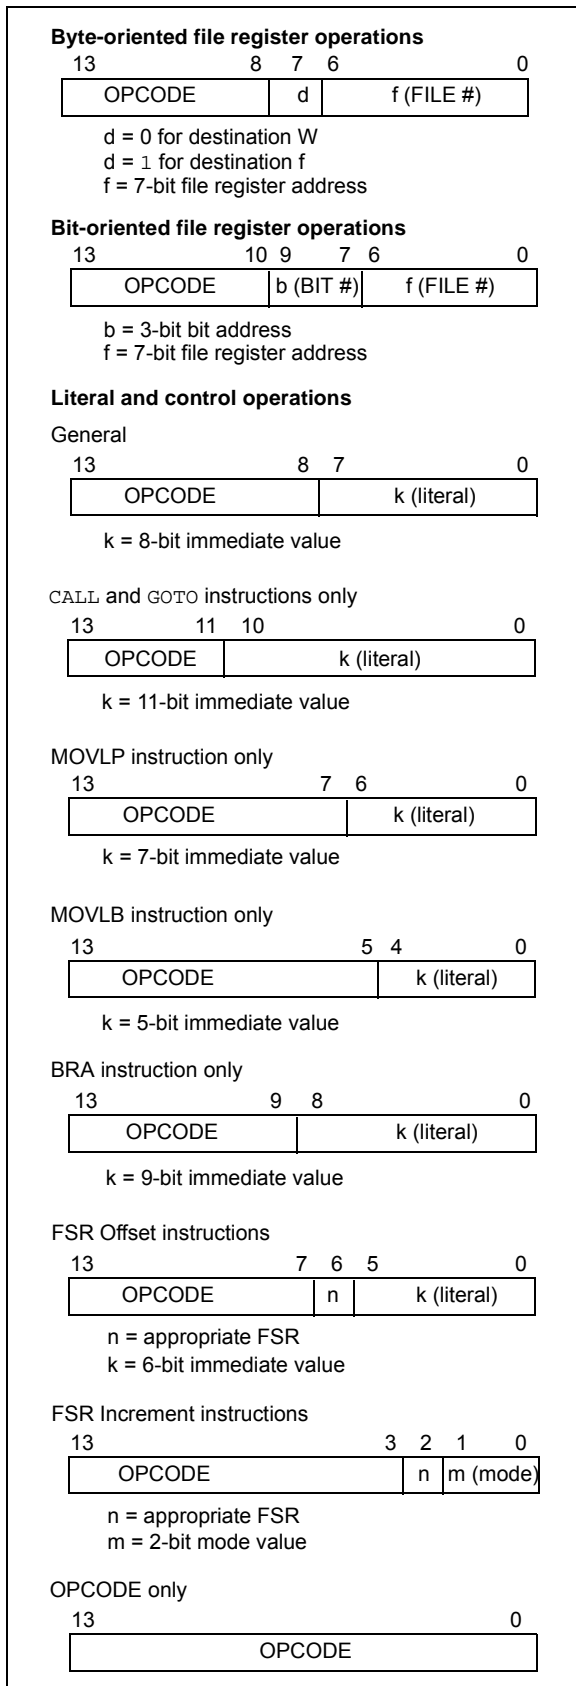 Byte-oriented file register operations
13 8 7 6 0
OPCODE d f (FILE #)
d = 0 for destination W
d = 1 for destination f
f = 7-bit file register address
Bit-oriented file register operations
13 10 9 7 6 0
OPCODE b (BIT #) f (FILE #)
b = 3-bit bit address
f = 7-bit file register address
Literal and control operations
General
13 8 7 0
OPCODE k (literal)
k = 8-bit immediate value
CALL and GOTO instructions only
13 11 10 0
OPCODE k (literal)
k = 11-bit immediate value
MOVLP instruction only
13 7 6 0
OPCODE k (literal)
k = 7-bit immediate value
MOVLB instruction only
13 5 4 0
OPCODE k (literal)
k = 5-bit immediate value
BRA instruction only
13 9 8 0
OPCODE k (literal)
k = 9-bit immediate value
FSR Offset instructions
13 7 6 5 0
OPCODE n k (literal)
n = appropriate FSR
k = 6-bit immediate value
FSR Increment instructions
13 3 2 1 0
OPCODE n m (mode)
n = appropriate FSR
m = 2-bit mode value
OPCODE only
13 0
OPCODE